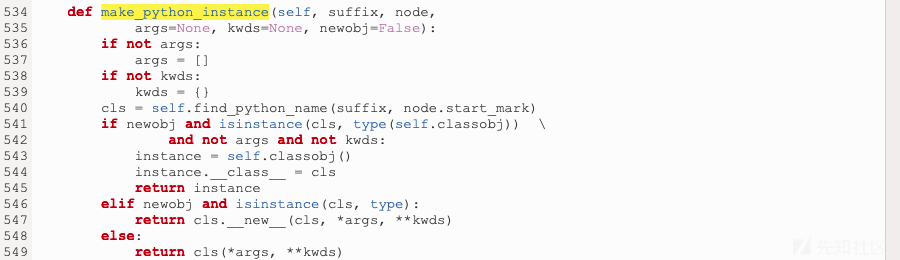 534 def make_python_instance(self, suffix, node,
535 args=None, kwds=None, newobj=False):
536 if not args:
537 args = []
538 if not kwds:
539 kwds = {}
540 cls = self.find_python_name(suffix, node.start_mark)
541 if newobj and isinstance(cls, type(self.classobj)) \
542 and not args and not kwds:
543 instance = self.classobj()
544 instance.__class__ = cls
545 return instance
546 elif newobj and isinstance(cls, type):
547 return cls.__new__(cls, *args, **kwds)
548 else:
549 return cls(*args, **kwds)
先知社区